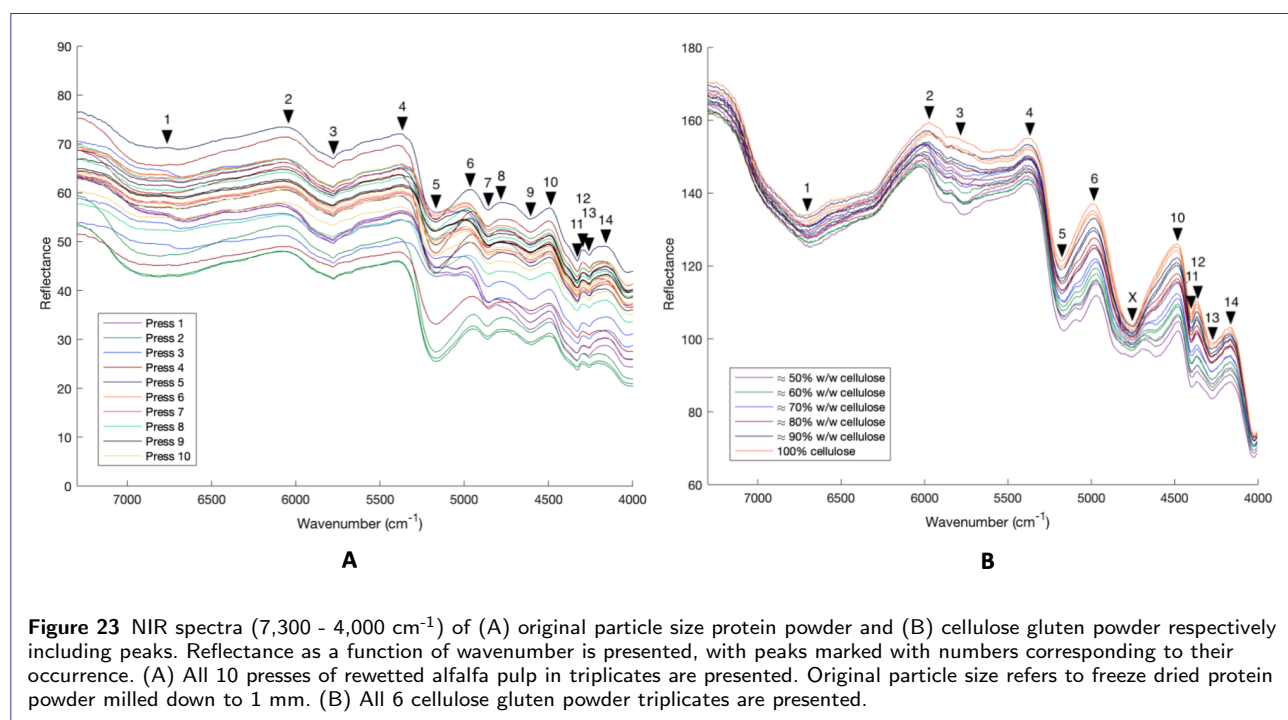 90
80
70
60
50
40
30
20
10
0
Reflectance
1
2
3
4
5
6
7
8
9
10
11
12
13
14
Press 1
Press 2
Press 3
Press 4
Press 5
Press 6
Press 7
Press 8
Press 9
Press 10
7000 6500 6000 5500 5000 4500 4000
Wavenumber (cm-1)
A
180
160
140
120
100
80
60
Reflectance
1
2
3
4
5
6
X
10
11
12
13
14
≈ 50% w/w cellulose
≈ 60% w/w cellulose
≈ 70% w/w cellulose
≈ 80% w/w cellulose
≈ 90% w/w cellulose
100% cellulose
7000 6500 6000 5500 5000 4500 4000
Wavenumber (cm-1)
B
Figure 23 NIR spectra (7,300 - 4,000 cm-1) of (A) original particle size protein powder and (B) cellulose gluten powder respectively
including peaks. Reflectance as a function of wavenumber is presented, with peaks marked with numbers corresponding to their
occurrence. (A) All 10 presses of rewetted alfalfa pulp in triplicates are presented. Original particle size refers to freeze dried protein
powder milled down to 1 mm. (B) All 6 cellulose gluten powder triplicates are presented.